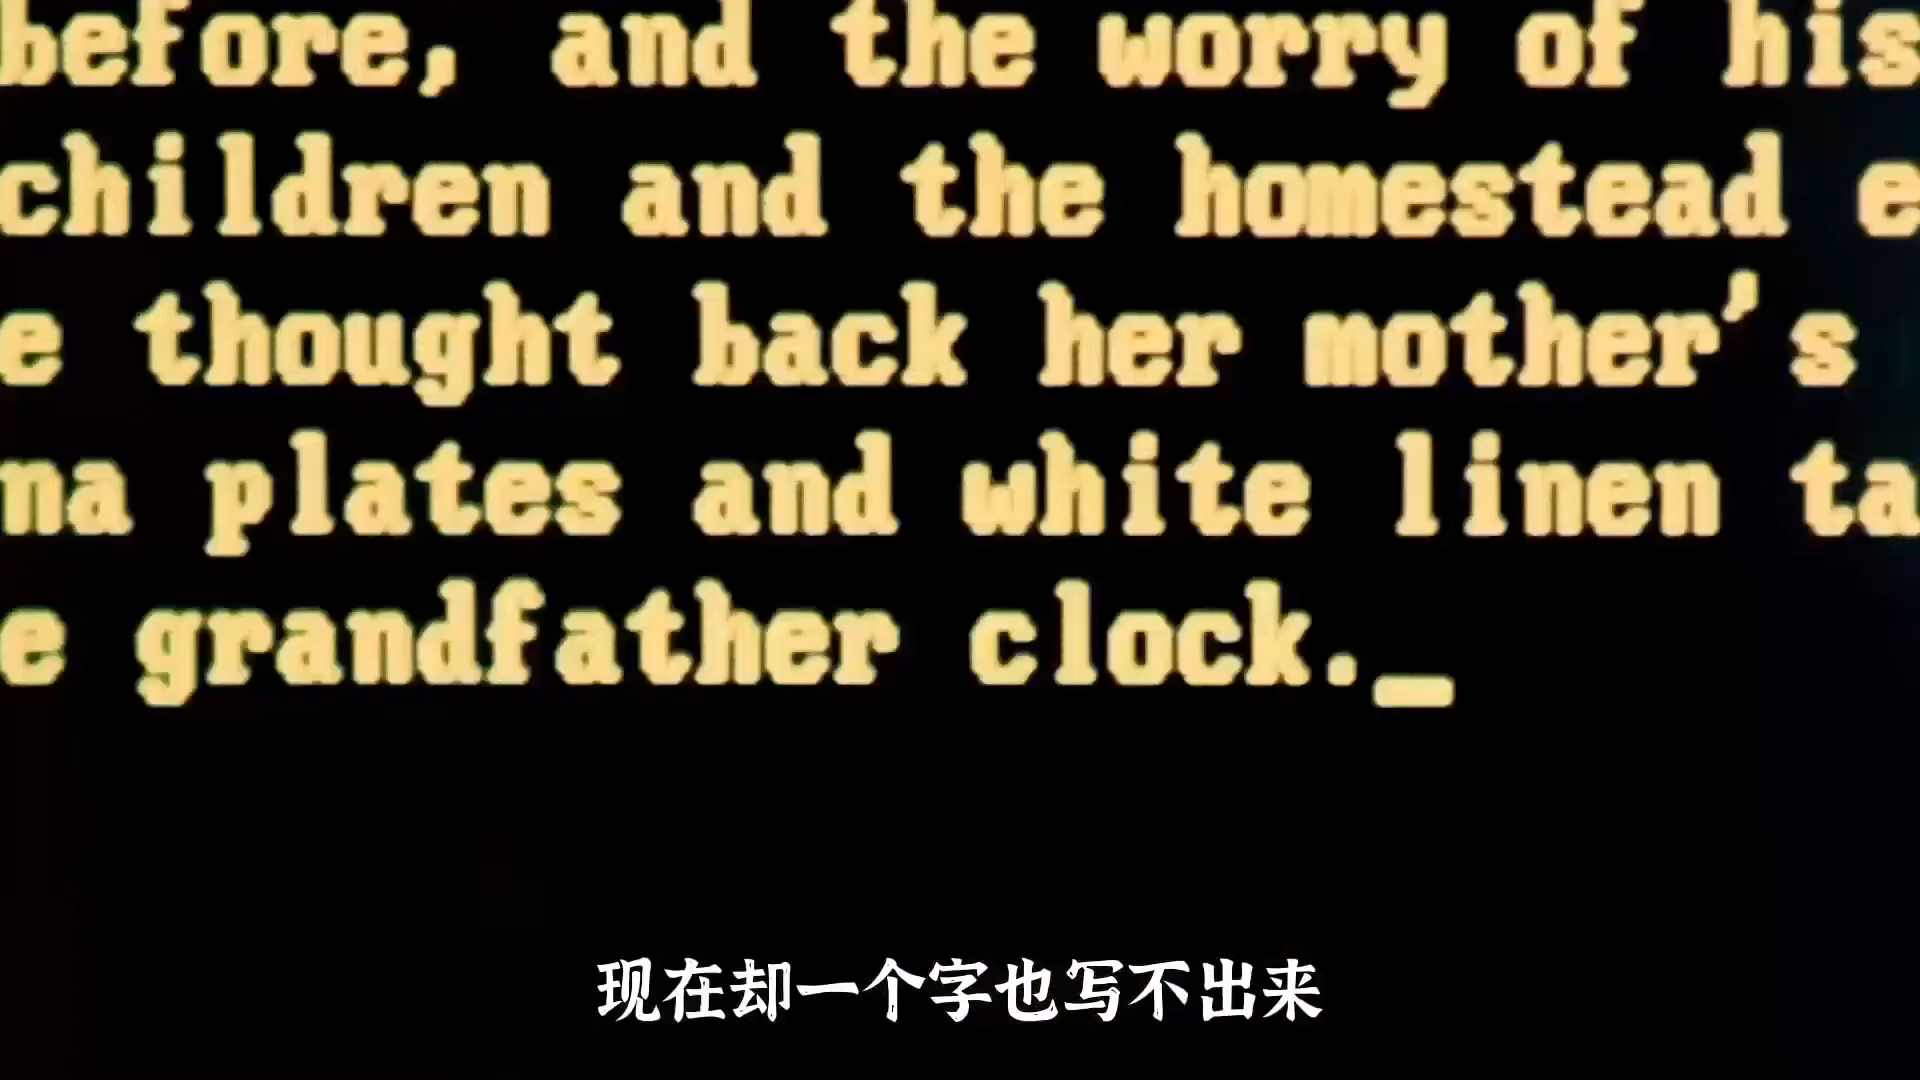 before, and the worry of his
children and the homestead e
e thought back her mother's
na plates and white linen ta
e grandfather clock._
现在却一个字也写不出来